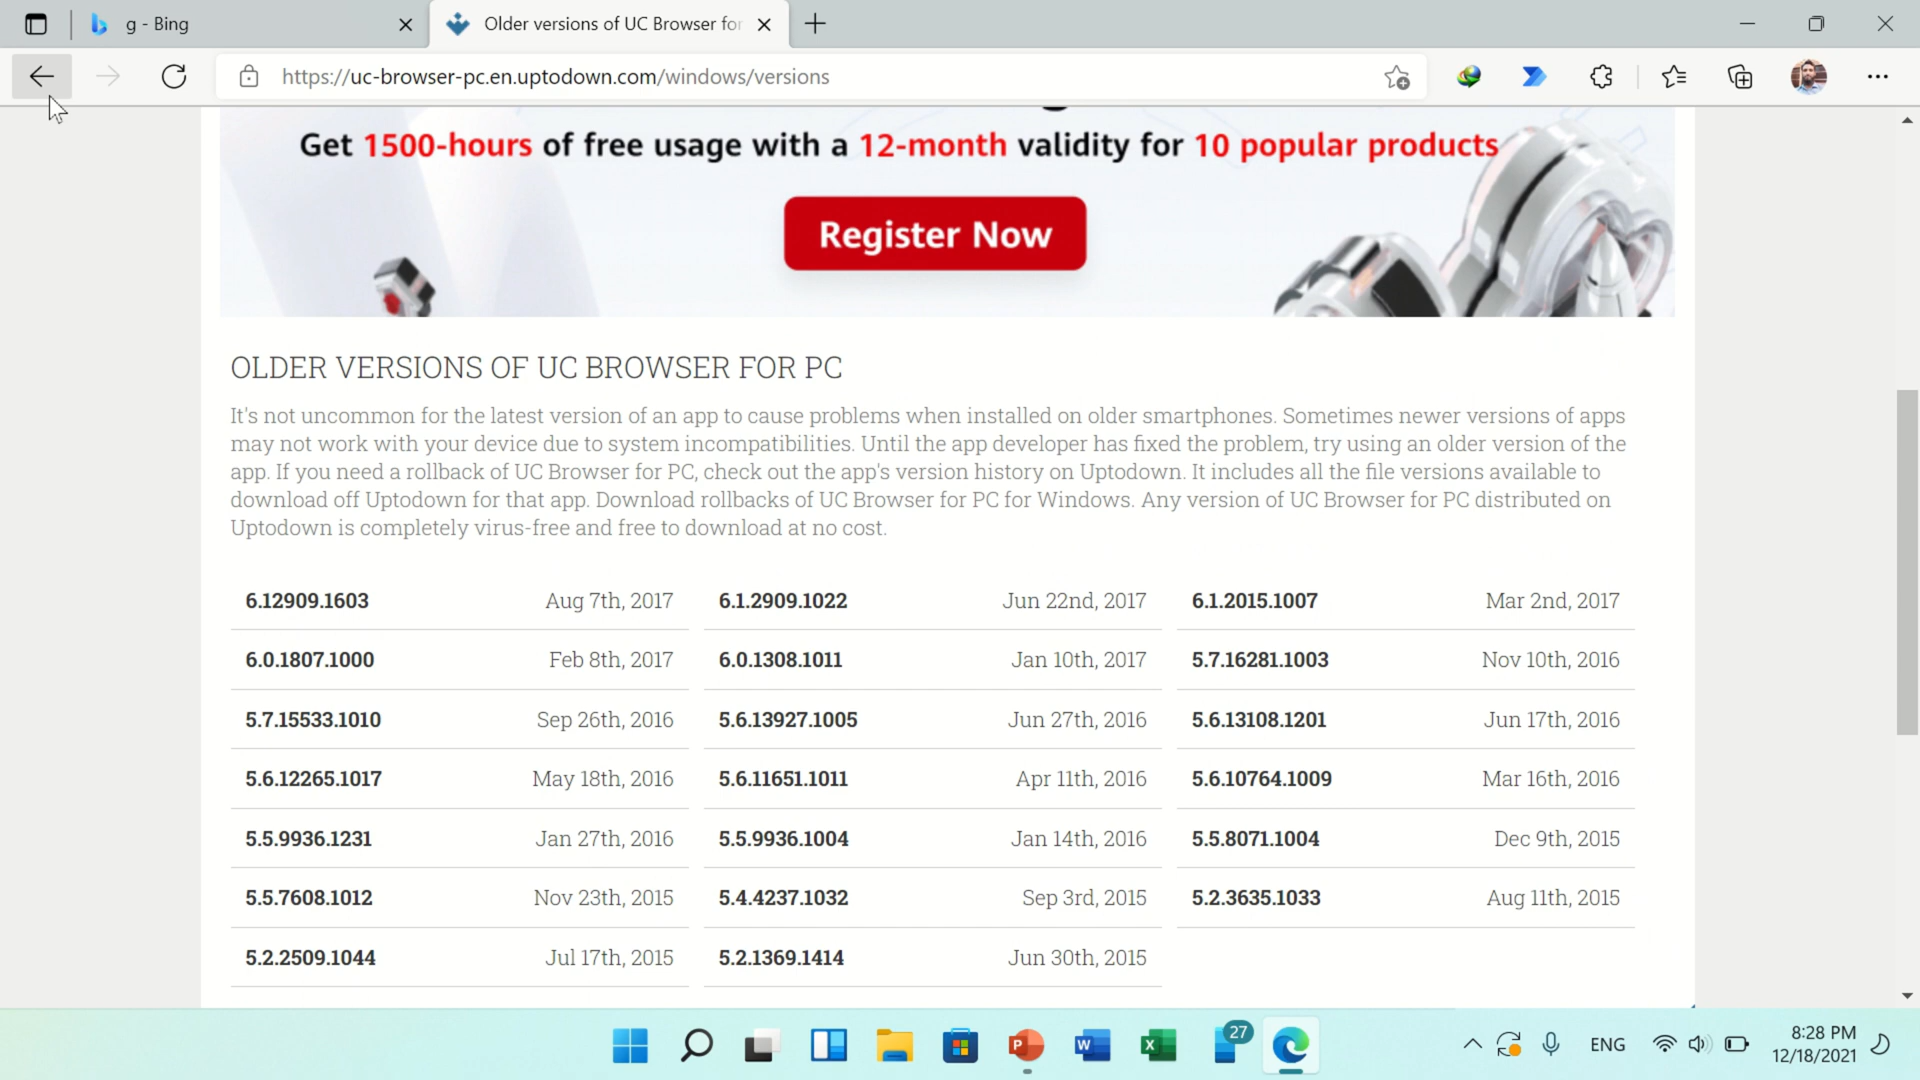 g - Bing
Older versions of UC Browser for
https://uc-browser-pc.en.uptodown.com/windows/versions
Get 1500-hours of free usage with a 12-month validity for 10 popular products
Register Now
OLDER VERSIONS OF UC BROWSER FOR PC
It's not uncommon for the latest version of an app to cause problems when installed on older smartphones. Sometimes newer versions of apps
may not work with your device due to system incompatibilities. Until the app developer has fixed the problem, try using an older version of the
app. If you need a rollback of UC Browser for PC, check out the app's version history on Uptodown. It includes all the file versions available to
download off Uptodown for that app. Download rollbacks of UC Browser for PC for Windows. Any version of UC Browser for PC distributed on
Uptodown is completely virus-free and free to download at no cost.
6.12909.1603 Aug 7th, 2017 6.1.2909.1022 Jun 22nd, 2017 6.1.2015.1007 Mar 2nd, 2017
6.0.1807.1000 Feb 8th, 2017 6.0.1308.1011 Jan 10th, 2017 5.7.16281.1003 Nov 10th, 2016
5.7.15533.1010 Sep 26th, 2016 5.6.13927.1005 Jun 27th, 2016 5.6.13108.1201 Jun 17th, 2016
5.6.12265.1017 May 18th, 2016 5.6.11651.1011 Apr 11th, 2016 5.6.10764.1009 Mar 16th, 2016
5.5.9936.1231 Jan 27th, 2016 5.5.9936.1004 Jan 14th, 2016 5.5.8071.1004 Dec 9th, 2015
5.5.7608.1012 Nov 23th, 2015 5.4.4237.1032 Sep 3rd, 2015 5.2.3635.1033 Aug 11th, 2015
5.2.2509.1044 Jul 17th, 2015 5.2.1369.1414 Jun 30th, 2015
P W X 27 ENG 8:28 PM
12/18/2021